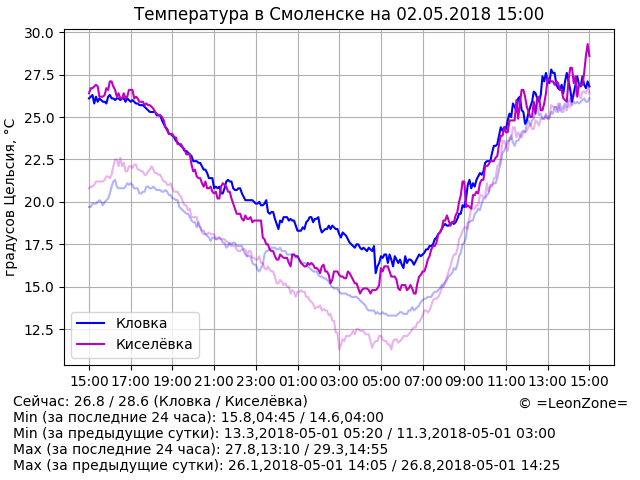 Температура в Смоленске на 02.05.2018 15:00
градусов Цельсия, °C
30.0
27.5
25.0
22.5
20.0
17.5
15.0
12.5
Кловка
Киселёвка
15:00 17:00 19:00 21:00 23:00 01:00 03:00 05:00 07:00 09:00 11:00 13:00 15:00
Сейчас: 26.8 / 28.6 (Кловка / Киселёвка)
© =LeonZone=
Min (за последние 24 часа): 15.8,04:45 / 14.6,04:00
Min (за предыдущие сутки): 13.3,2018-05-01 05:20 / 11.3,2018-05-01 03:00
Max (за последние 24 часа): 27.8,13:10 / 29.3,14:55
Max (за предыдущие сутки): 26.1,2018-05-01 14:05 / 26.8,2018-05-01 14:25